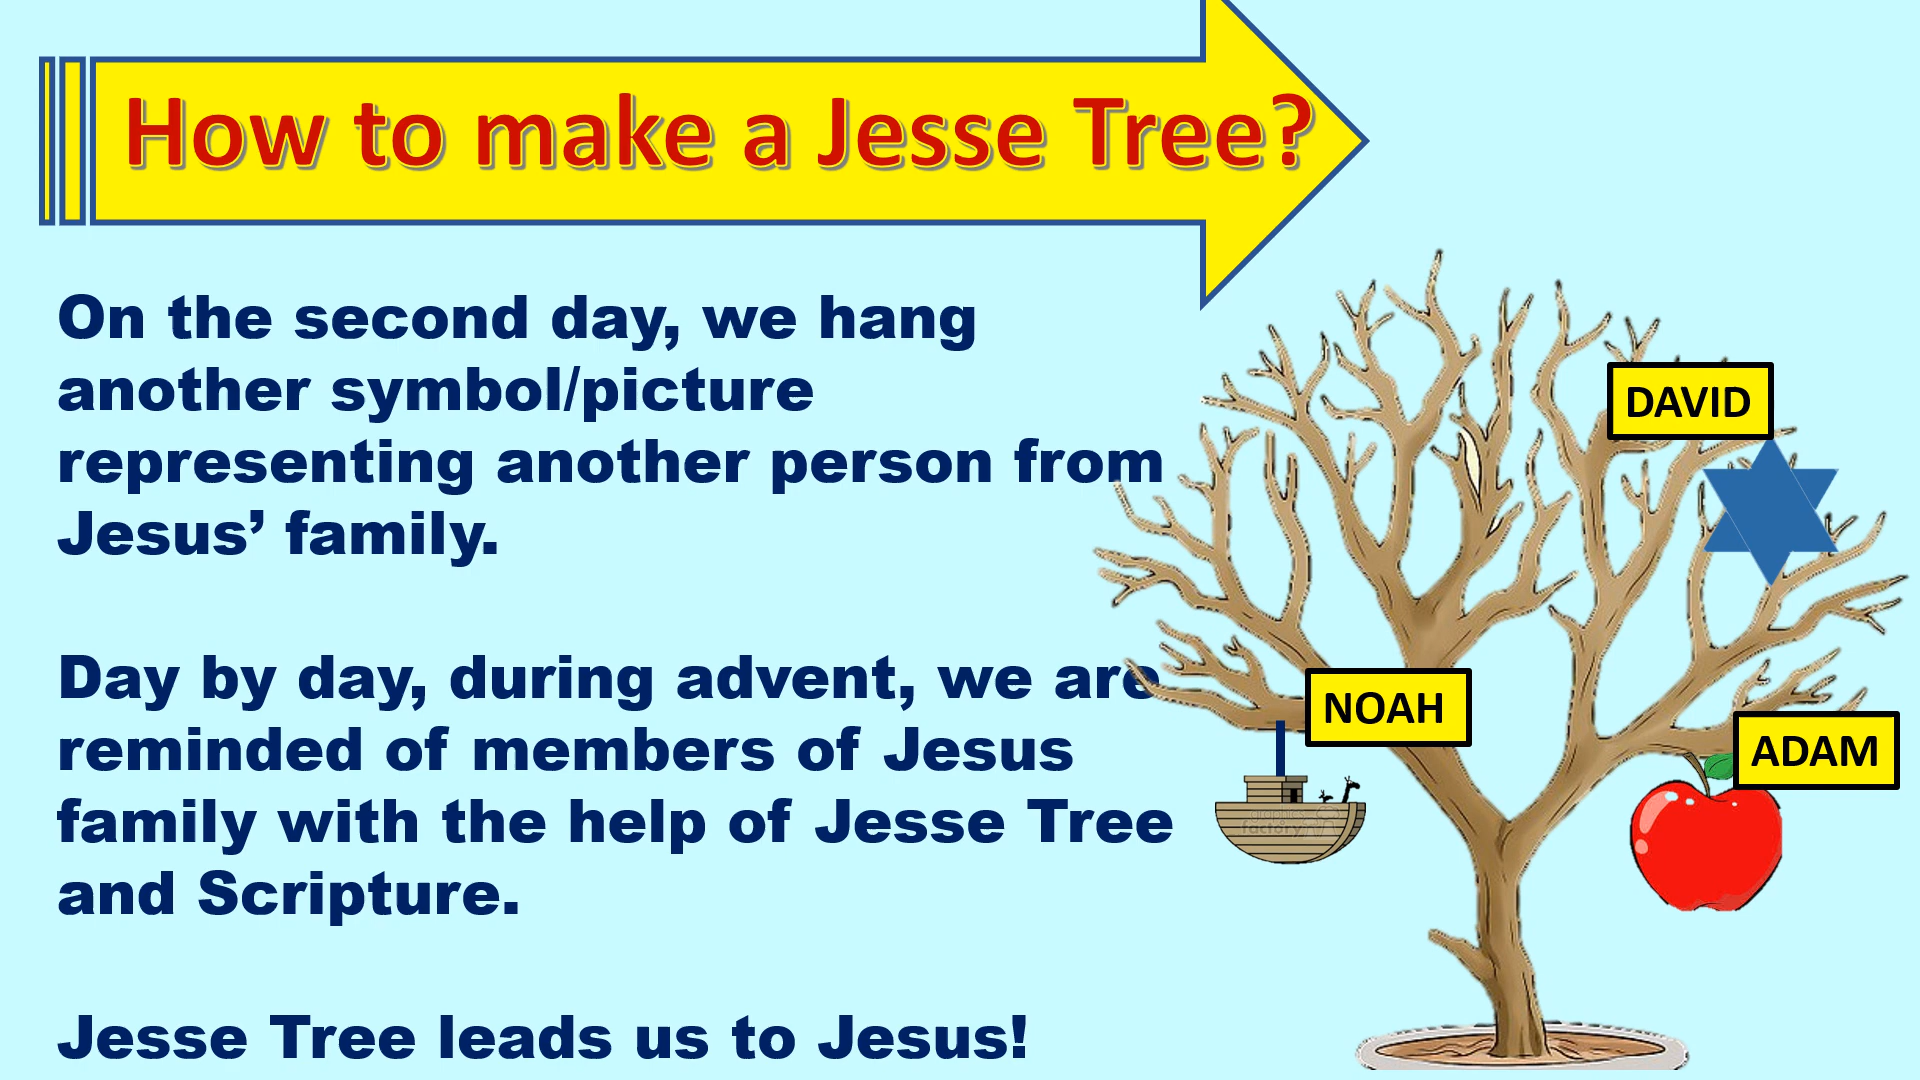 How to make a Jesse Tree?
On the second day, we hang
another symbol/picture
representing another person from
Jesus’ family.
Day by day, during advent, we are
reminded of members of Jesus
family with the help of Jesse Tree
and Scripture.
Jesse Tree leads us to Jesus!
DAVID
NOAH
ADAM
graphics
factory